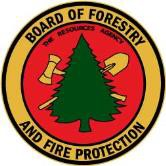 BOARD OF FORESTRY
THE RESOURCES AGENCY
AND FIRE PROTECTION